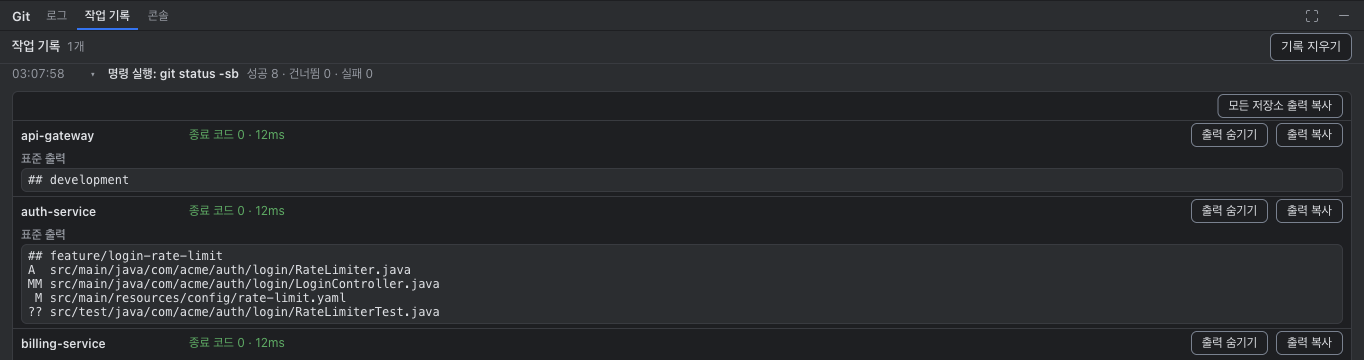 Git 로그 작업 기록 콘솔
작업 기록 1개 기록 지우기
03:07:58 명령 실행: git status -sb 성공 8 · 건너뜀 0 · 실패 0
모든 저장소 출력 복사
api-gateway 종료 코드 0 · 12ms 출력 숨기기 출력 복사
표준 출력
## development
auth-service 종료 코드 0 · 12ms 출력 숨기기 출력 복사
표준 출력
## feature/login-rate-limit
A  src/main/java/com/acme/auth/login/RateLimiter.java
MM src/main/java/com/acme/auth/login/LoginController.java
 M src/main/resources/config/rate-limit.yaml
?? src/test/java/com/acme/auth/login/RateLimiterTest.java
billing-service 종료 코드 0 · 12ms 출력 숨기기 출력 복사